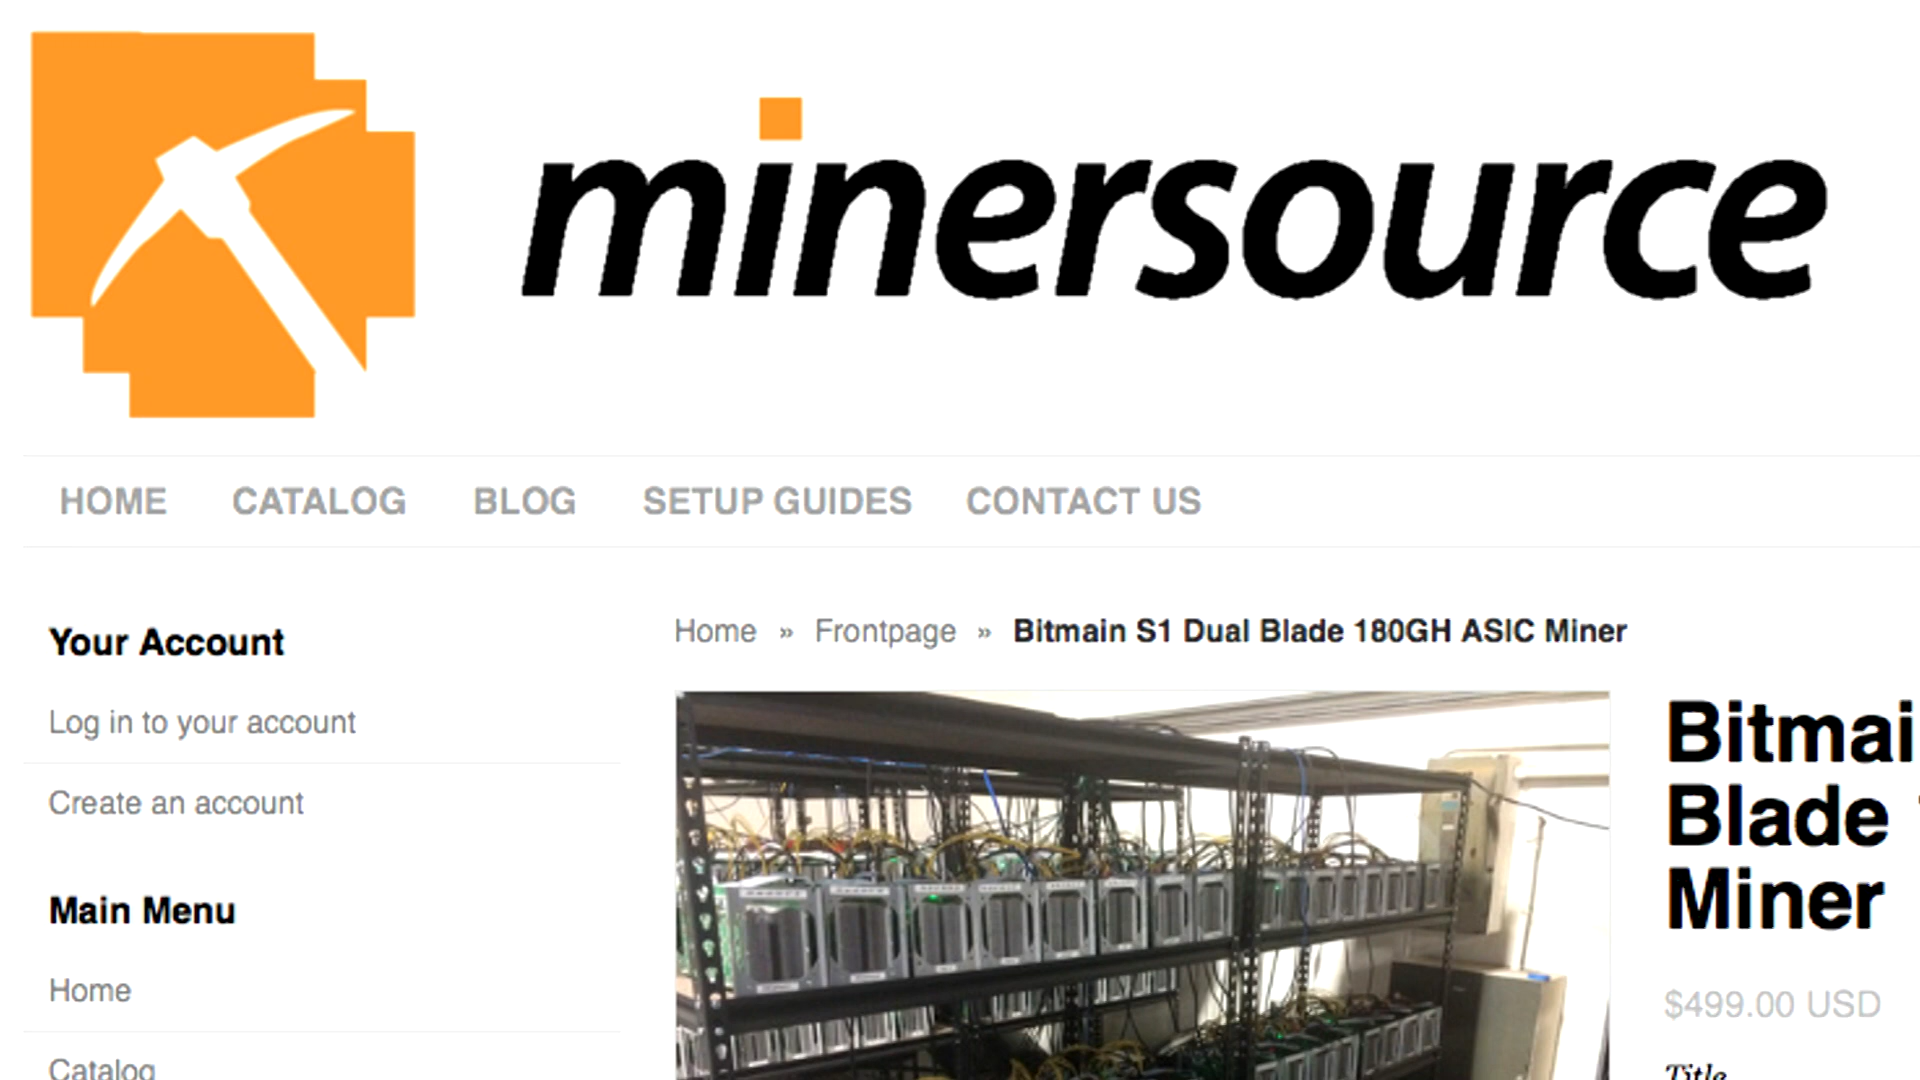 minersource
HOME CATALOG BLOG SETUP GUIDES CONTACT US
Your Account
Log in to your account
Create an account
Main Menu
Home
Catalog
Home » Frontpage » Bitmain S1 Dual Blade 180GH ASIC Miner
Bitmai
Blade
Miner
$499.00 USD
Title